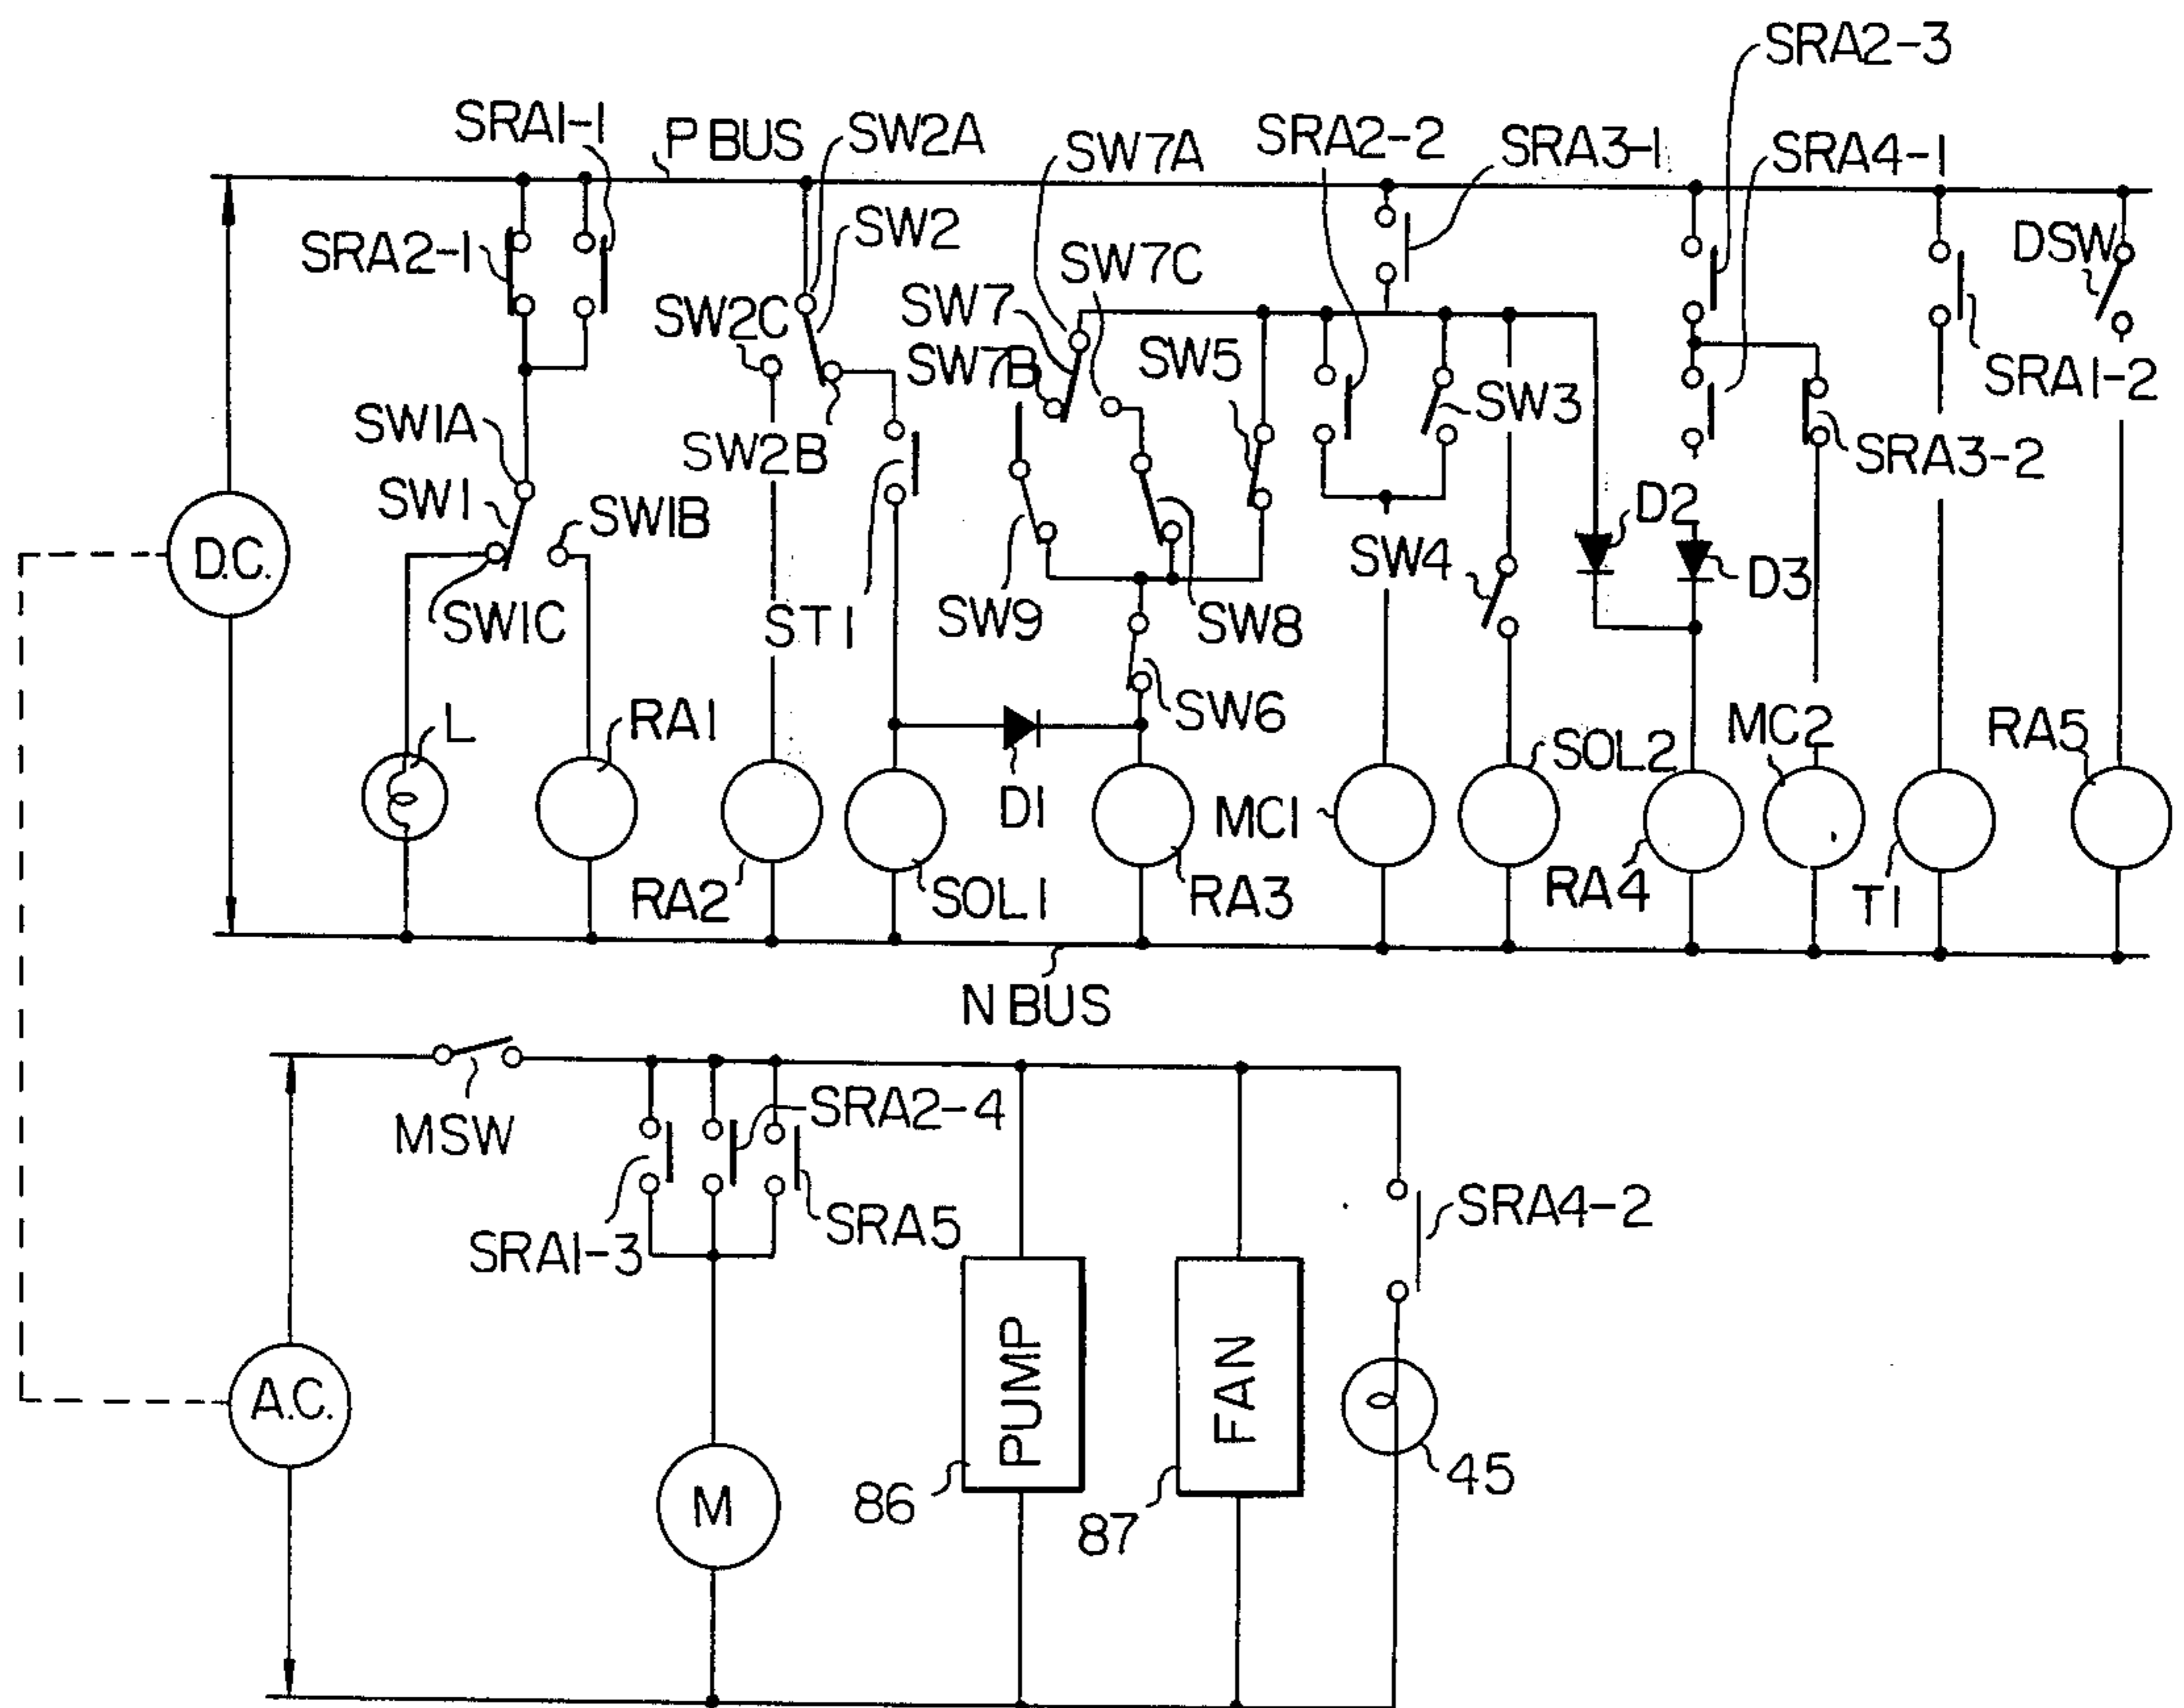 SRA2-3
SRA1-1
P BUS
SW2A
SW7A
SRA2-2
SRA3-1
SRA4-1
SRA2-1
SW2
SW7C
DSW
SW2C
SW7
SW7B
SW5
SW3
SRA1-2
SW1A
SW2B
SRA3-2
SW1
SW1B
D2
D.C.
SW4
D3
SW1C
ST1
SW9
SW8
SW6
L
RA1
SOL2
MC2
RA5
D1
MC1
RA2
SOL1
RA3
RA4
T1
N BUS
MSW
SRA2-4
SRA1-3
SRA5
SRA4-2
A.C.
M
PUMP
FAN
86
87
45